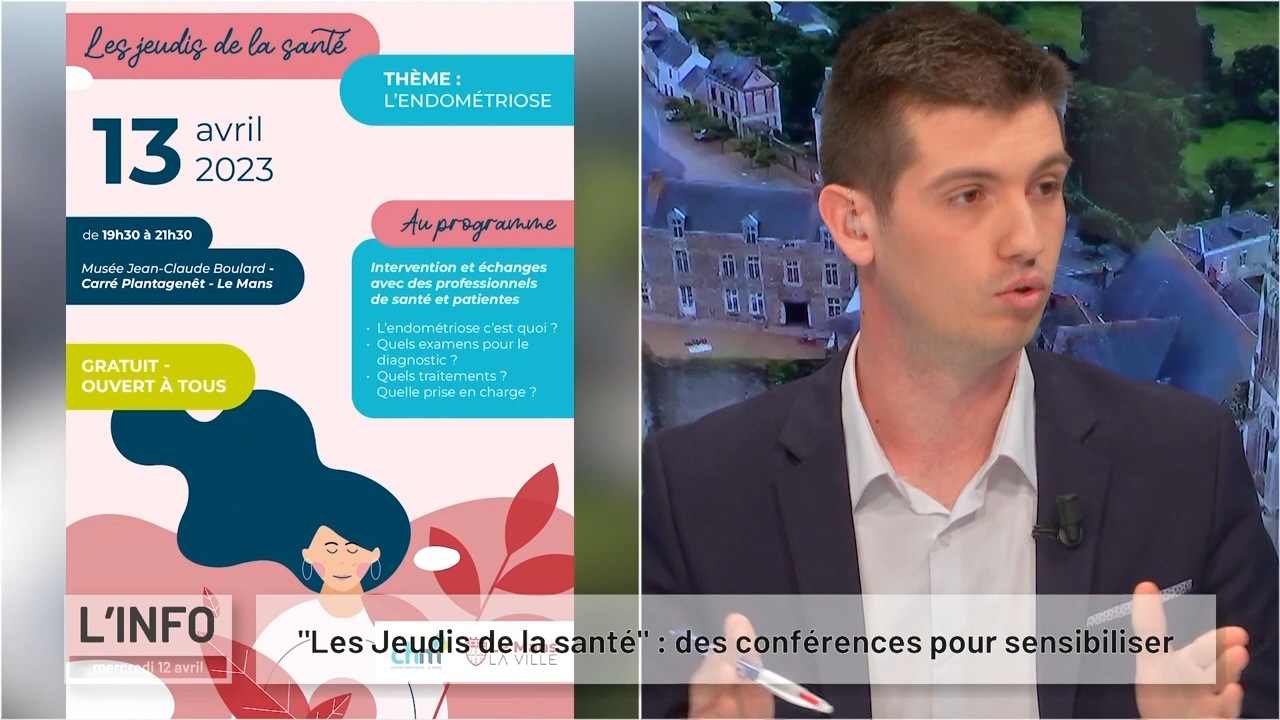 Les jeudis de la santé
THÈME :
L'ENDOMÉTRIOSE
13
avril
2023
de 19h30 à 21h30
Musée Jean-Claude Boulard -
Carré Plantagenêt - Le Mans
Au programme
Intervention et échanges
avec des professionnels
de santé et patientes
• L'endométriose c'est quoi ?
• Quels examens pour le
diagnostic ?
• Quels traitements ?
Quelle prise en charge ?
GRATUIT -
OUVERT À TOUS
L'INFO
mercredi 12 avril
"Les Jeudis de la santé" : des conférences pour sensibiliser
chm
LA VILLE